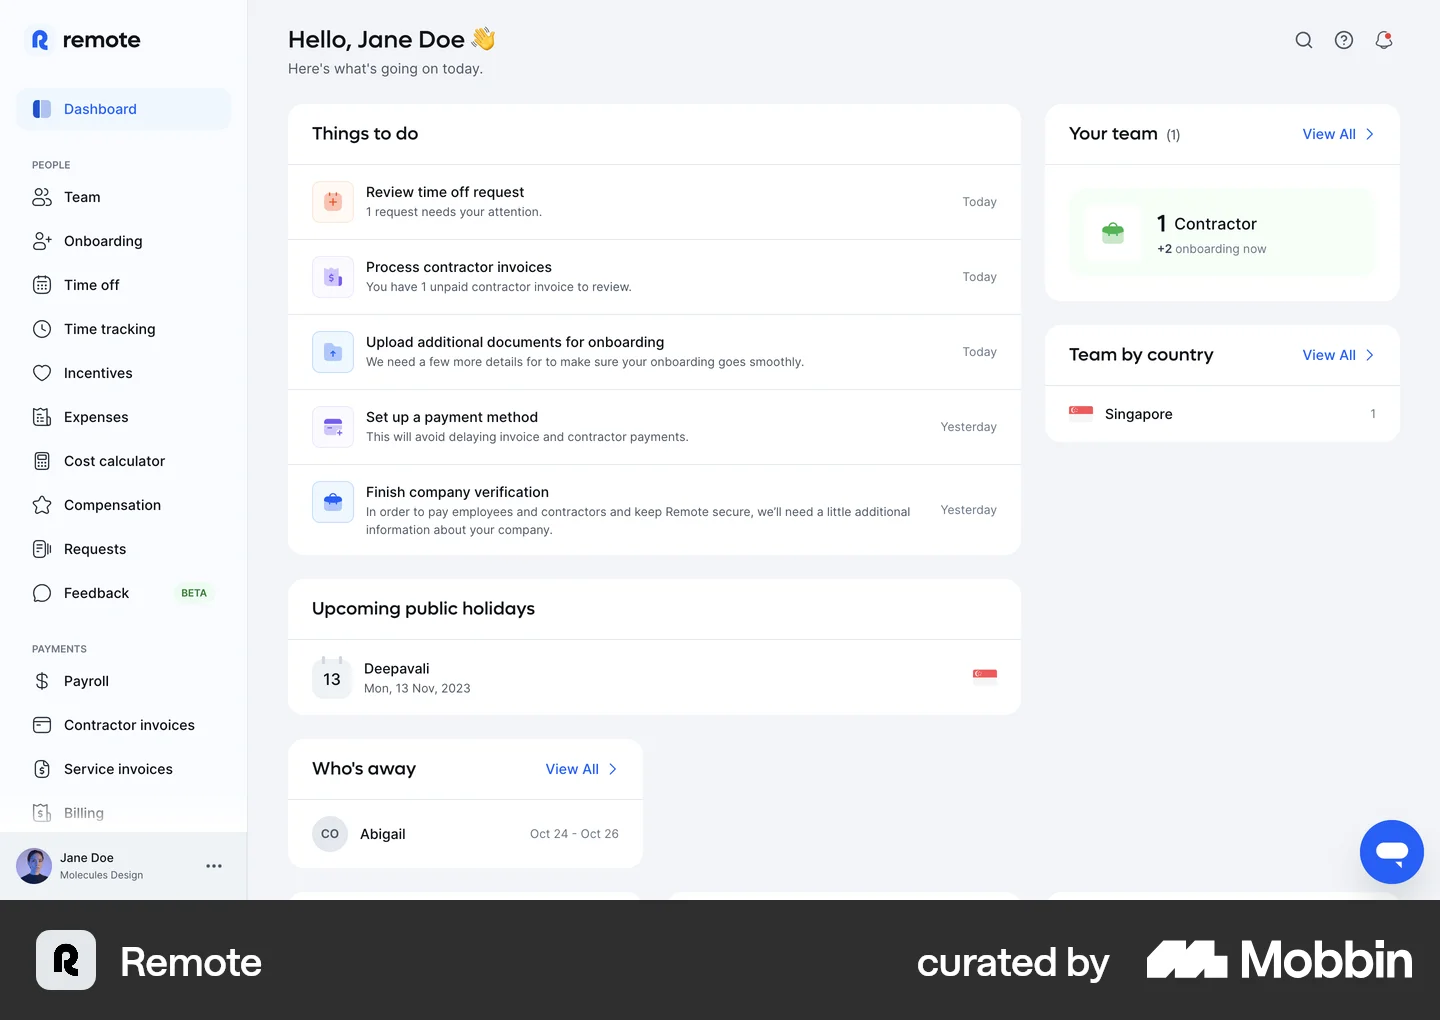 remote
Dashboard
PEOPLE
Team
Onboarding
Time off
Time tracking
Incentives
Expenses
Cost calculator
Compensation
Requests
Feedback BETA
PAYMENTS
Payroll
Contractor invoices
Service invoices
Billing
Jane Doe
Molecules Design
Hello, Jane Doe 👋
Here's what's going on today.
Things to do
Review time off request
1 request needs your attention.
Today
Process contractor invoices
You have 1 unpaid contractor invoice to review.
Today
Upload additional documents for onboarding
We need a few more details for to make sure your onboarding goes smoothly.
Today
Set up a payment method
This will avoid delaying invoice and contractor payments.
Yesterday
Finish company verification
In order to pay employees and contractors and keep Remote secure, we'll need a little additional
information about your company.
Yesterday
Upcoming public holidays
13
Deepavali
Mon, 13 Nov, 2023
Who's away View All
CO Abigail Oct 24 - Oct 26
Your team (1) View All
1 Contractor
+2 onboarding now
Team by country View All
Singapore 1
Remote
curated by Mobbin